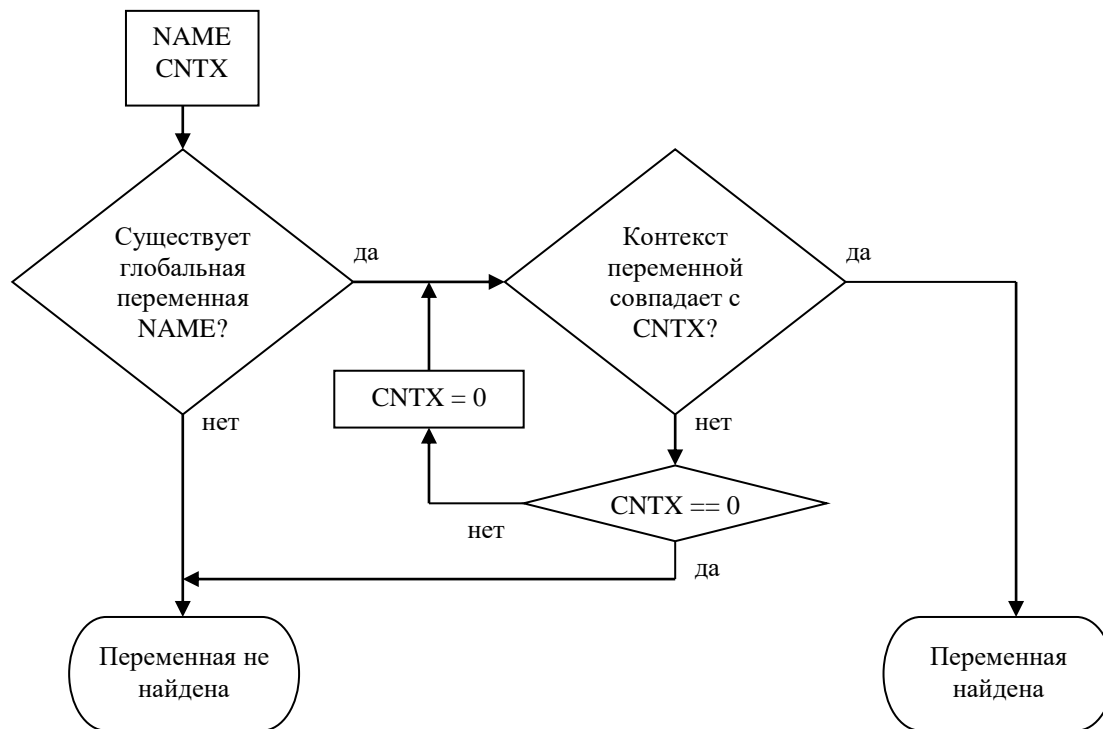 NAME
CNTX
Существует
глобальная
переменная
NAME?
да
Контекст
переменной
совпадает с
CNTX?
да
CNTX = 0
нет
нет
CNTX == 0
нет
да
Переменная не
найдена
Переменная
найдена